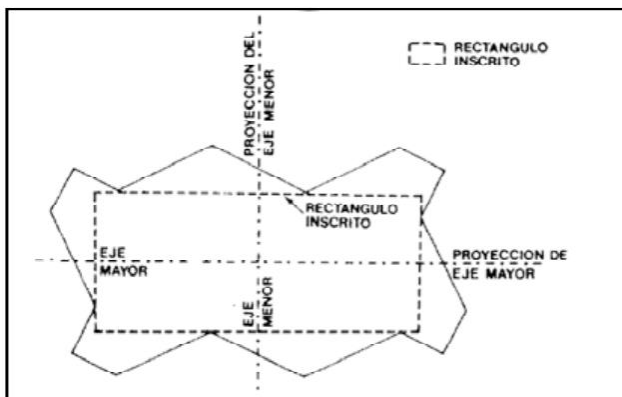 PROYECCION DEL
EJE MENOR
RECTANGULO
INSCRITO
RECTANGULO
INSCRITO
EJE
MAYOR
PROYECCION DE
EJE MAYOR
EJE
MENOR